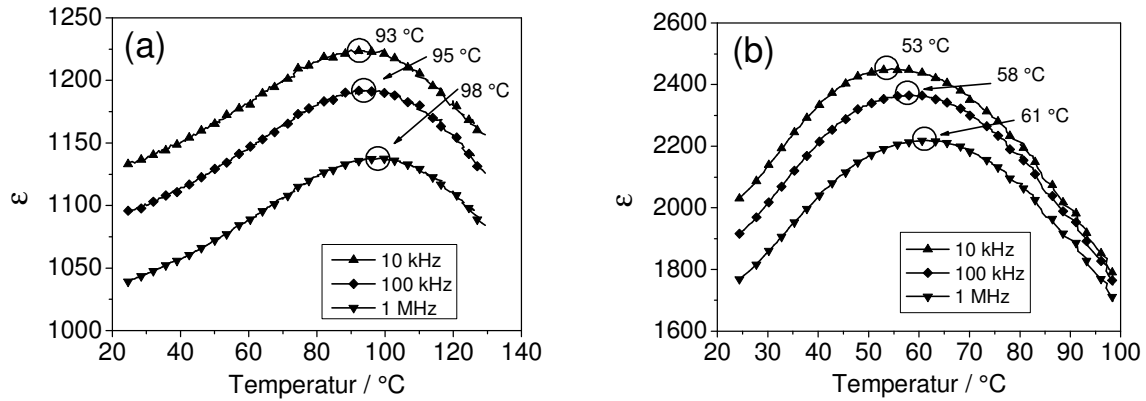 (a)
93 °C
95 °C
98 °C
1250
1200
1150
1100
1050
1000
ε
10 kHz
100 kHz
1 MHz
20 40 60 80 100 120 140
Temperatur / °C
(b)
53 °C
58 °C
61 °C
2600
2400
2200
2000
1800
1600
ε
10 kHz
100 kHz
1 MHz
20 30 40 50 60 70 80 90 100
Temperatur / °C